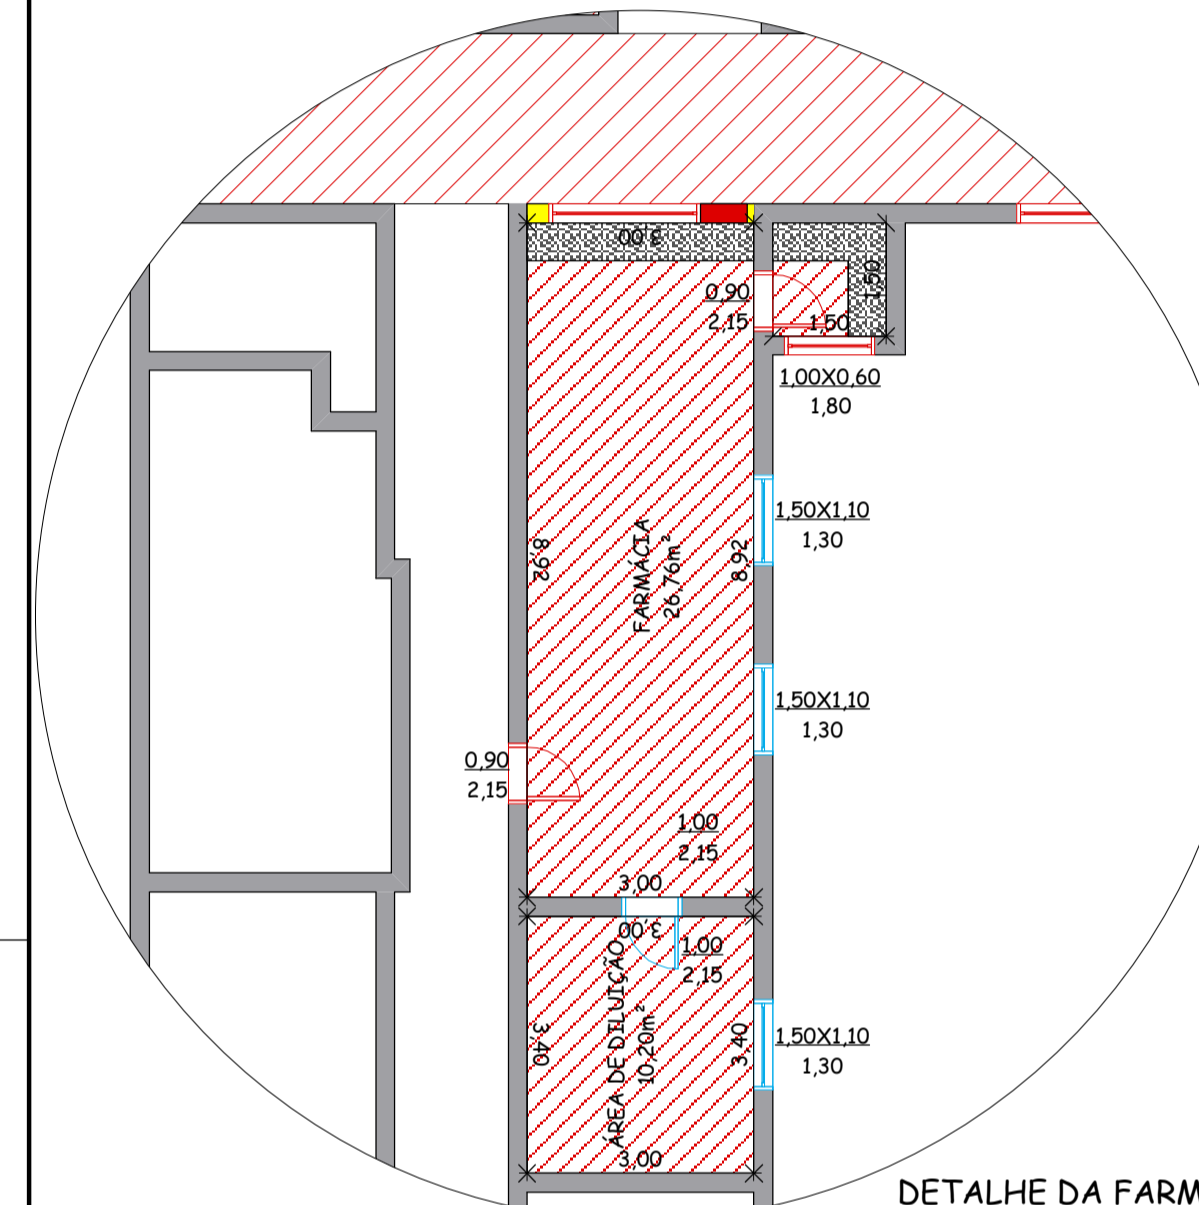 3,00
0,90
2,15
1,50
1,50
1,00X0,60
1,80
1,50X1,10
1,30
8,92
FARMÁCIA
26.76m²
8,92
1,50X1,10
1,30
0,90
2,15
1,00
2,15
3,00
3,00
1,00
2,15
3,40
ÁREA DE DILUIÇÃO
10.20m²
3,40
1,50X1,10
1,30
3,00
DETALHE DA FARM